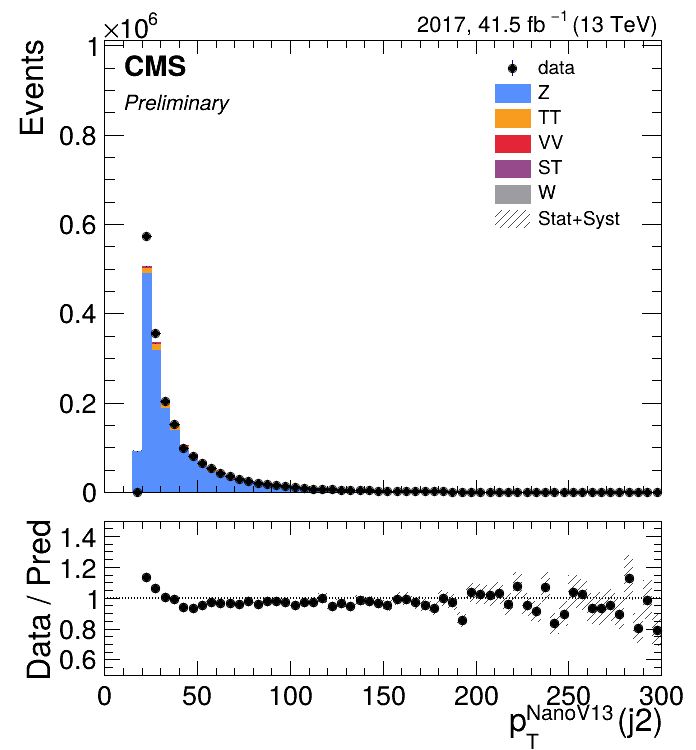 ×10⁶
2017, 41.5 fb⁻¹ (13 TeV)
CMS
Preliminary
data
Z
TT
VV
ST
W
Stat+Syst
Events
1
0.8
0.6
0.4
0.2
0
Data / Pred
1.4
1.2
1
0.8
0.6
0 50 100 150 200 250 300
p_T^NanoV13 (j2)